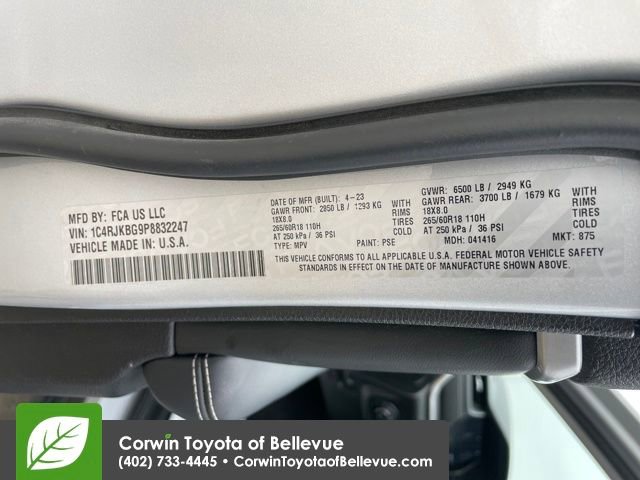 MFD BY: FCA US LLC
VIN: 1C4RJKBG9P8832247
VEHICLE MADE IN U.S.A.
DATE OF MFR (BUILT): 4-23
GAWR FRONT: 2850 LB / 1293 KG WITH
18X8.0 RIMS
265/60R18 110H TIRES
AT 250 kPa / 36 PSI COLD
TYPE: MPV PAINT: PSE
GVWR: 6500 LB / 2949 KG
GAWR REAR: 3700 LB / 1679 KG WITH
18X8.0 RIMS
265/60R18 110H TIRES
AT 250 kPa / 36 PSI COLD
MDH: 041416 MKT: 875
THIS VEHICLE CONFORMS TO ALL APPLICABLE U.S.A. FEDERAL MOTOR VEHICLE SAFETY
STANDARDS IN EFFECT ON THE DATE OF MANUFACTURE SHOWN ABOVE.
Corwin Toyota of Bellevue
(402) 733-4445 • CorwinToyotaofBellevue.com